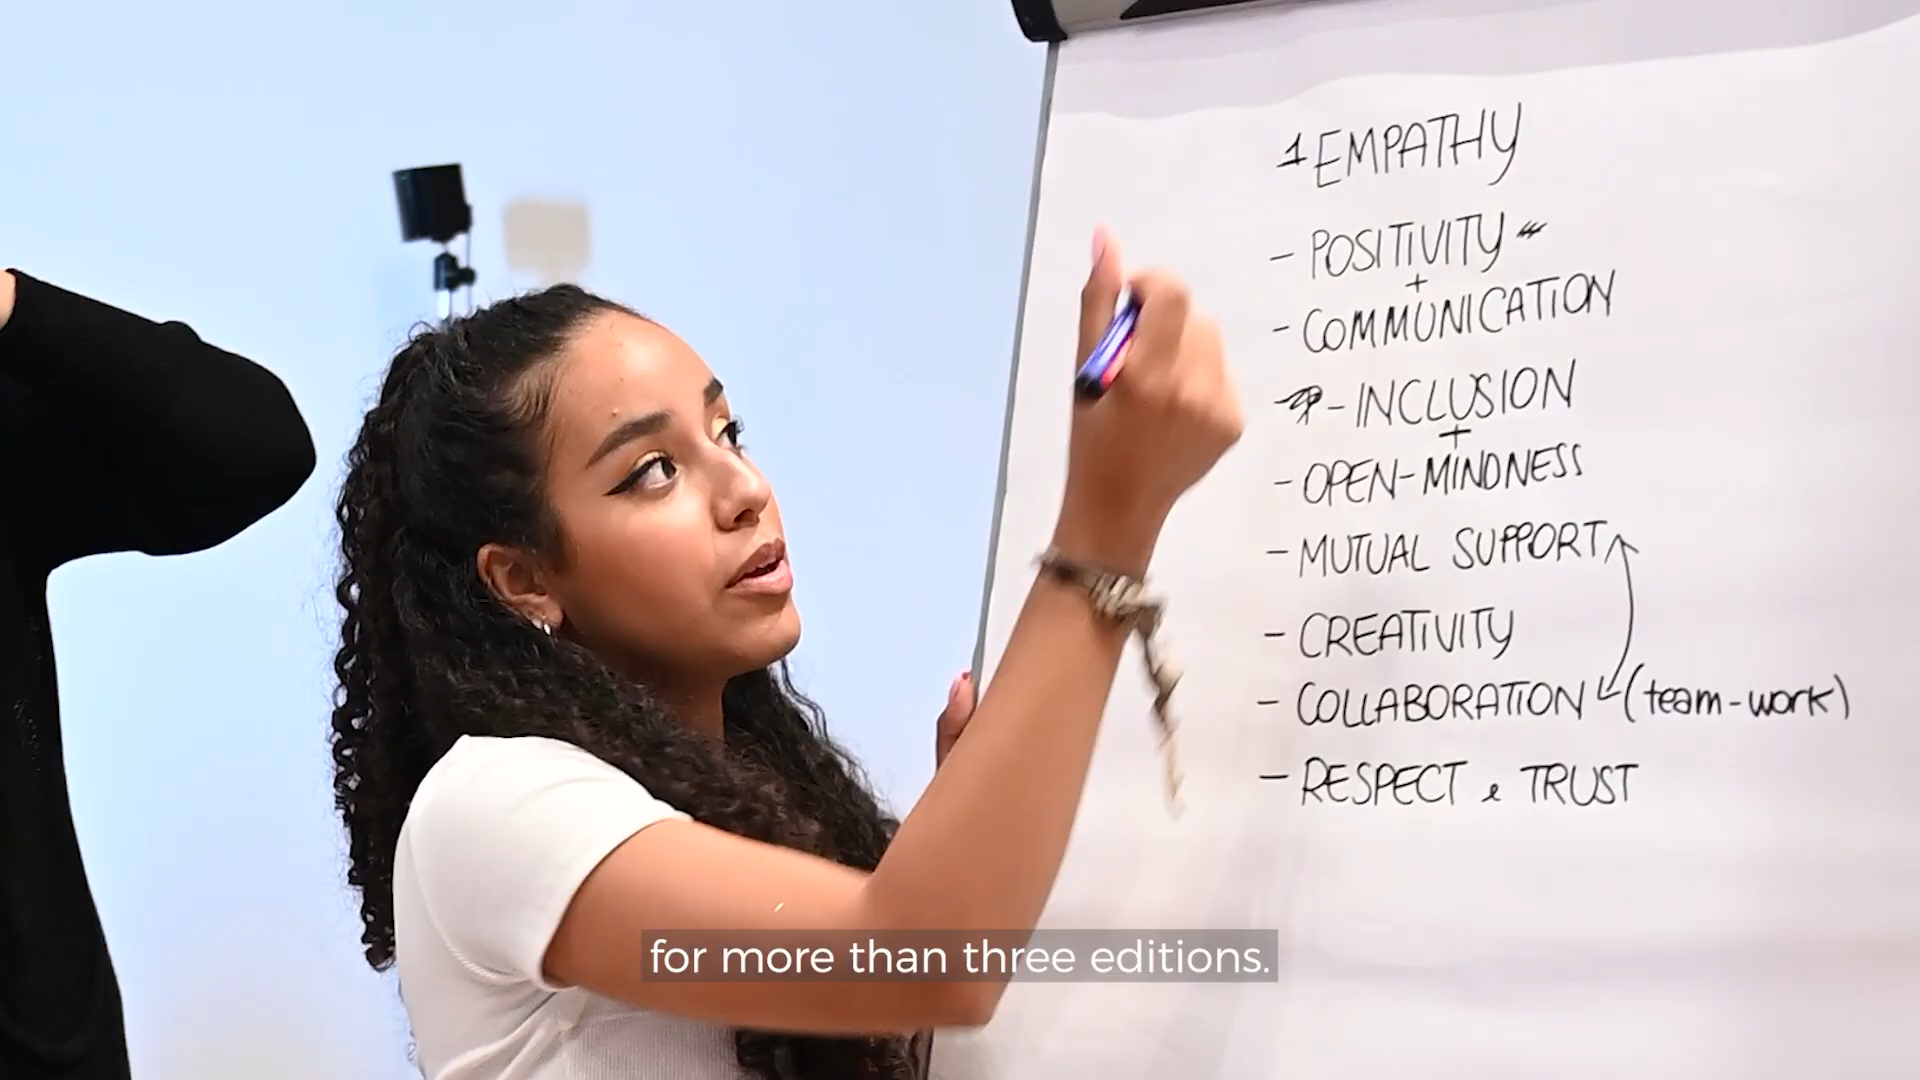 1 EMPATHY
- POSITIVITY
+
- COMMUNICATION
- INCLUSION
+
- OPEN-MINDNESS
- MUTUAL SUPPORT
- CREATIVITY
- COLLABORATION (team-work)
- RESPECT e TRUST
for more than three editions.